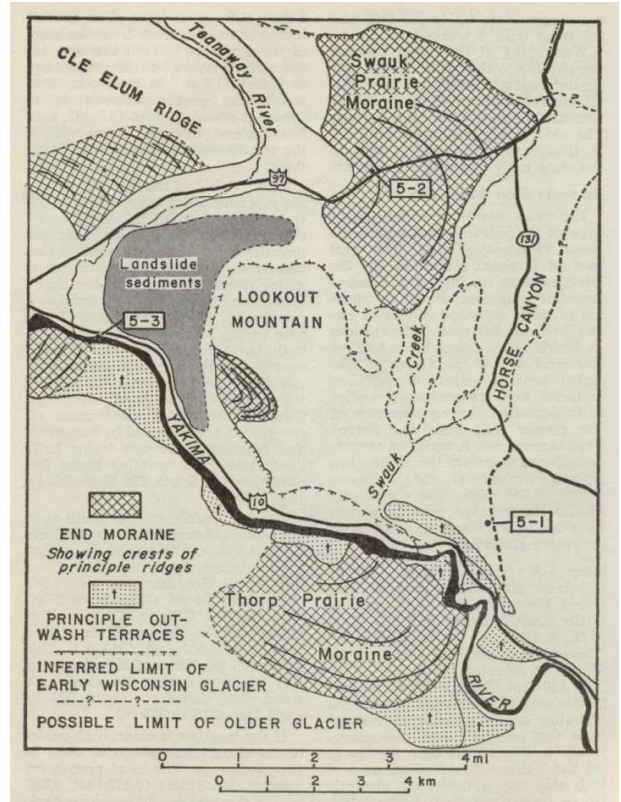 CLE ELUM RIDGE
Teanaway
River
Swauk
Prairie
Moraine
97
5-2
131
Landslide
sediments
LOOKOUT
MOUNTAIN
HORSE CANYON
Creek
Swauk
5-3
YAKIMA
10
5-1
END MORAINE
Showing crests of
principle ridges
PRINCIPLE OUT-
WASH TERRACES
INFERRED LIMIT OF
EARLY WISCONSIN GLACIER
POSSIBLE LIMIT OF OLDER GLACIER
Thorp Prairie
Moraine
RIVER
0 1 2 3 4 mi
0 1 2 3 4 km